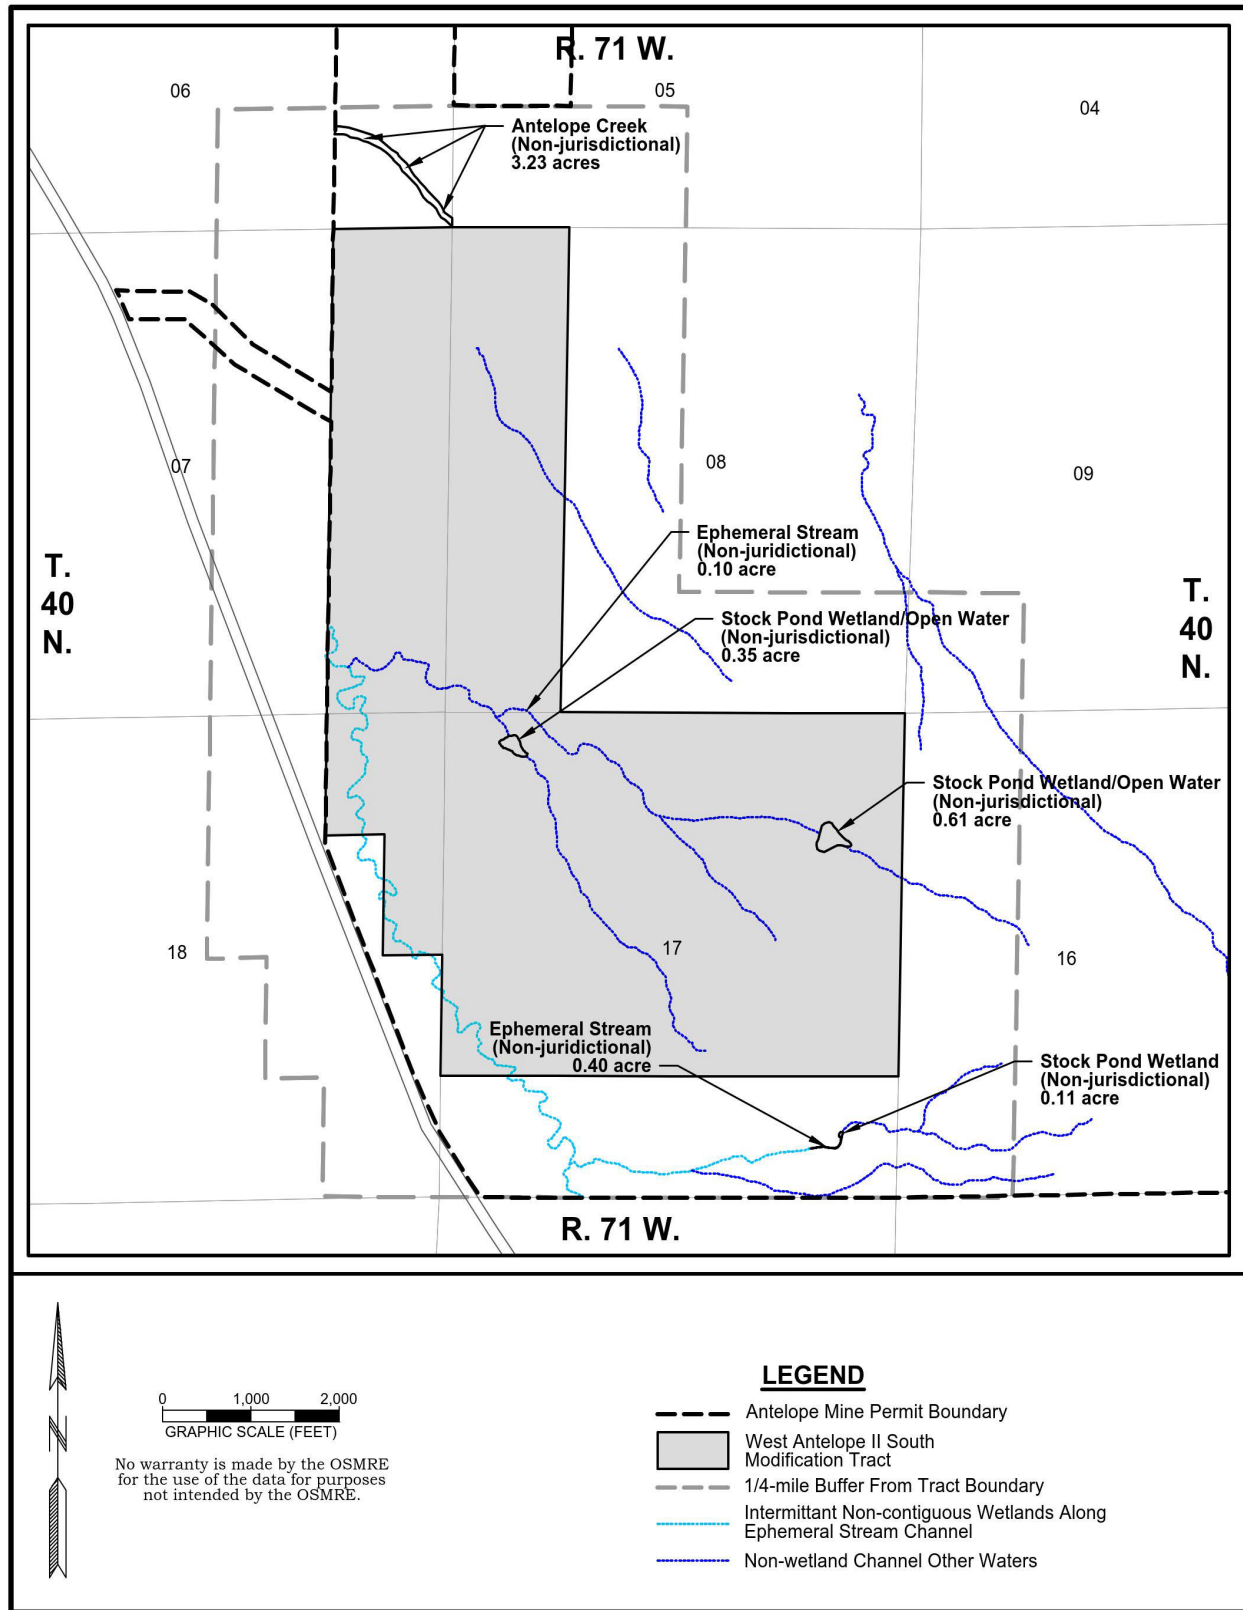 R. 71 W.
06
05
04
Antelope Creek
(Non-jurisdictional)
3.23 acres
07
08
09
T.
40
N.
T.
40
N.
Ephemeral Stream
(Non-juridictional)
0.10 acre
Stock Pond Wetland/Open Water
(Non-jurisdictional)
0.35 acre
Stock Pond Wetland/Open Water
(Non-jurisdictional)
0.61 acre
18
17
16
Ephemeral Stream
(Non-juridictional)
0.40 acre
Stock Pond Wetland
(Non-jurisdictional)
0.11 acre
R. 71 W.
N
0 1,000 2,000
GRAPHIC SCALE (FEET)
No warranty is made by the OSMRE
for the use of the data for purposes
not intended by the OSMRE.
LEGEND
Antelope Mine Permit Boundary
West Antelope II South
Modification Tract
1/4-mile Buffer From Tract Boundary
Intermittant Non-contiguous Wetlands Along
Ephemeral Stream Channel
Non-wetland Channel Other Waters